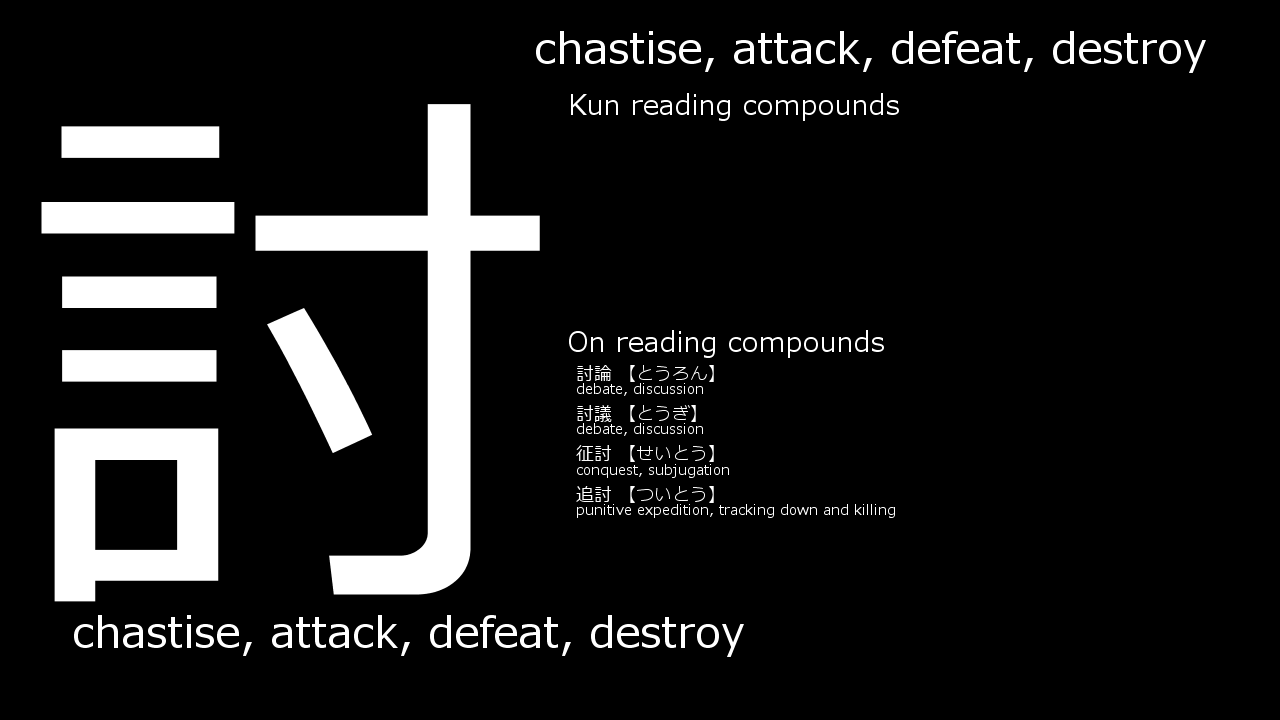 討
chastise, attack, defeat, destroy
chastise, attack, defeat, destroy
Kun reading compounds
On reading compounds
討論 【とうろん】
debate, discussion
討議 【とうぎ】
debate, discussion
征討 【せいとう】
conquest, subjugation
追討 【ついとう】
punitive expedition, tracking down and killing